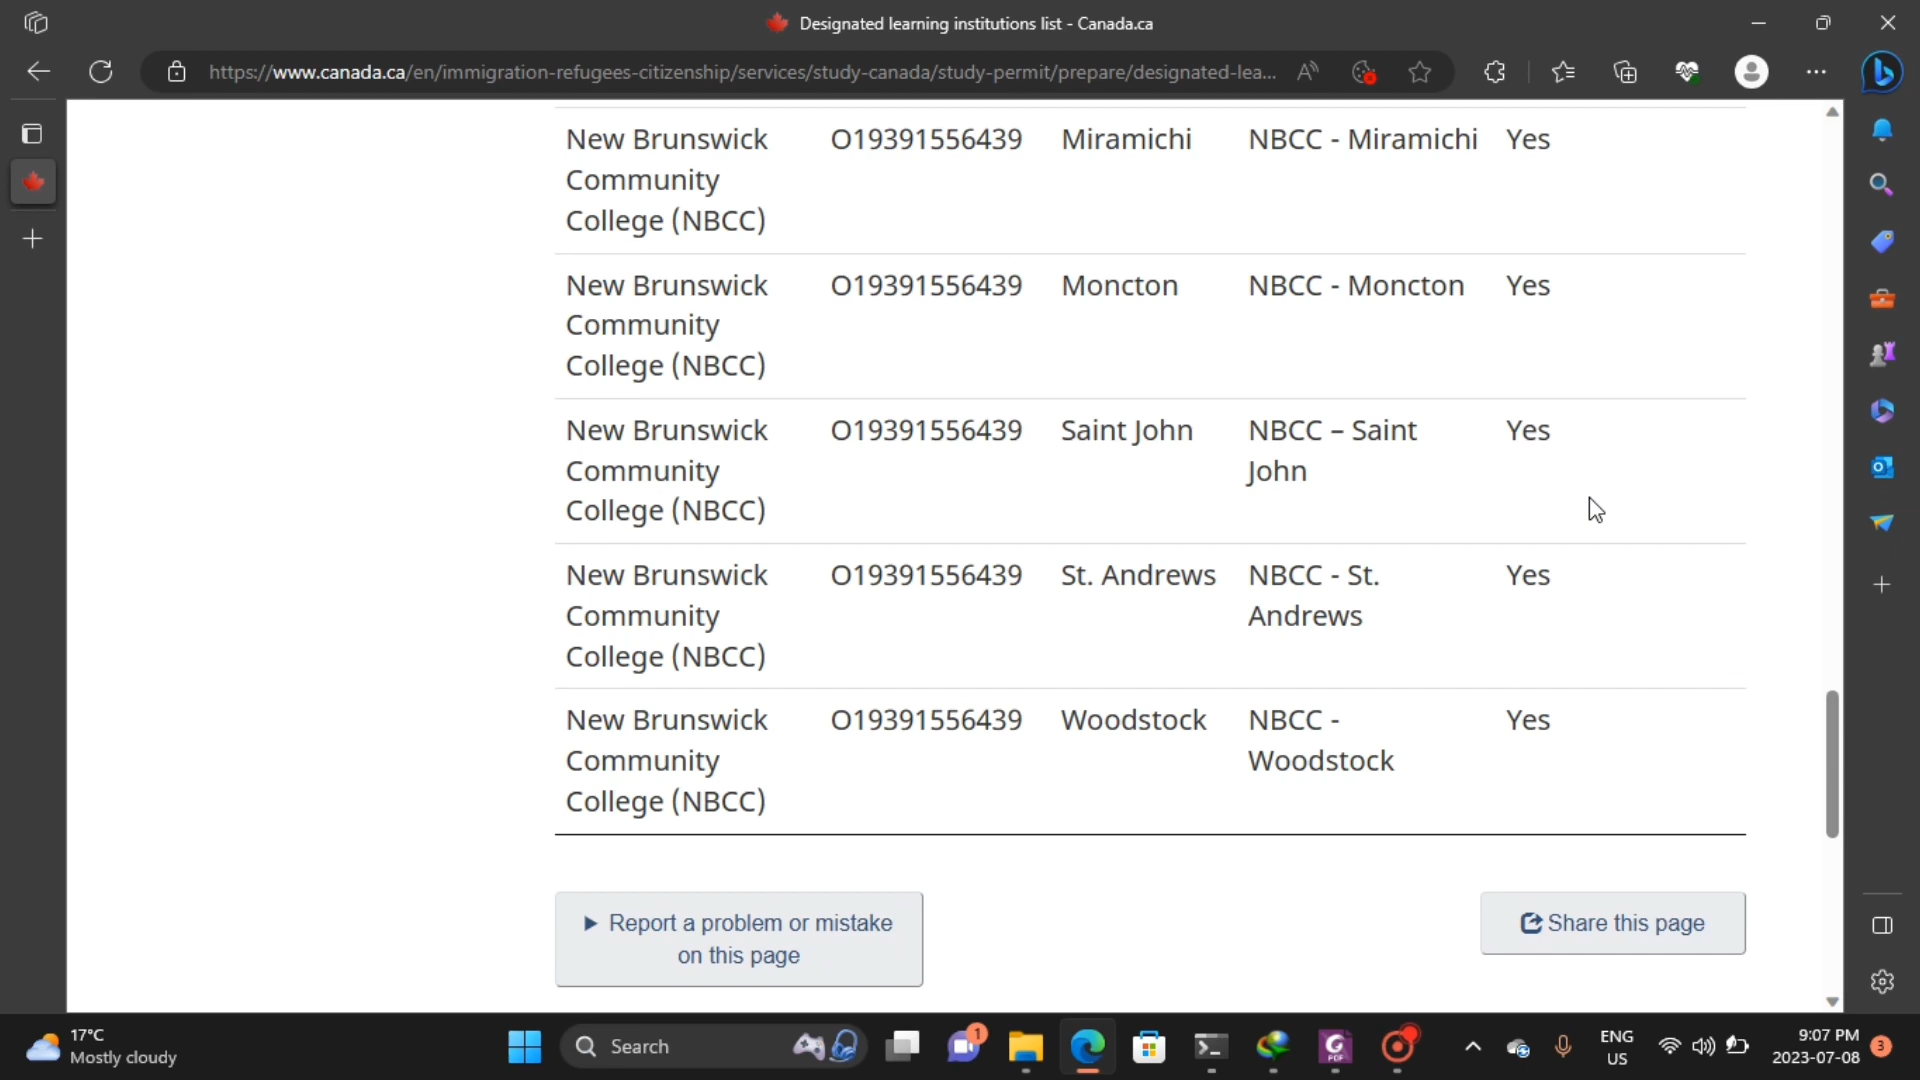 Designated learning institutions list - Canada.ca
https://www.canada.ca/en/immigration-refugees-citizenship/services/study-canada/study-permit/prepare/designated-lea...
New Brunswick Community College (NBCC) O19391556439 Miramichi NBCC - Miramichi Yes
New Brunswick Community College (NBCC) O19391556439 Moncton NBCC - Moncton Yes
New Brunswick Community College (NBCC) O19391556439 Saint John NBCC – Saint John Yes
New Brunswick Community College (NBCC) O19391556439 St. Andrews NBCC - St. Andrews Yes
New Brunswick Community College (NBCC) O19391556439 Woodstock NBCC - Woodstock Yes
Report a problem or mistake
on this page
Share this page
17°C
Mostly cloudy
Search
1
ENG
US
9:07 PM
2023-07-08
3